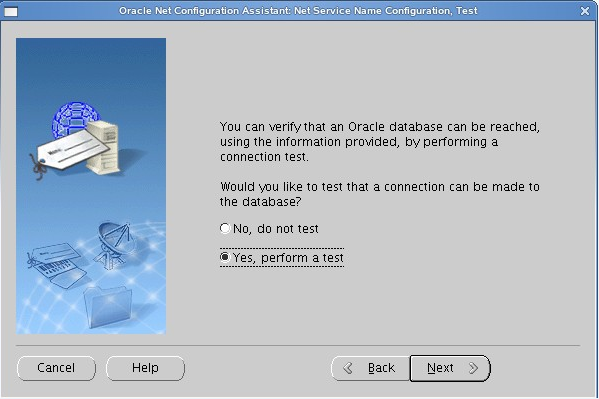 Oracle Net Configuration Assistant: Net Service Name Configuration, Test
You can verify that an Oracle database can be reached,
using the information provided, by performing a
connection test.
Would you like to test that a connection can be made to
the database?
No, do not test
Yes, perform a test
Cancel
Help
Back
Next